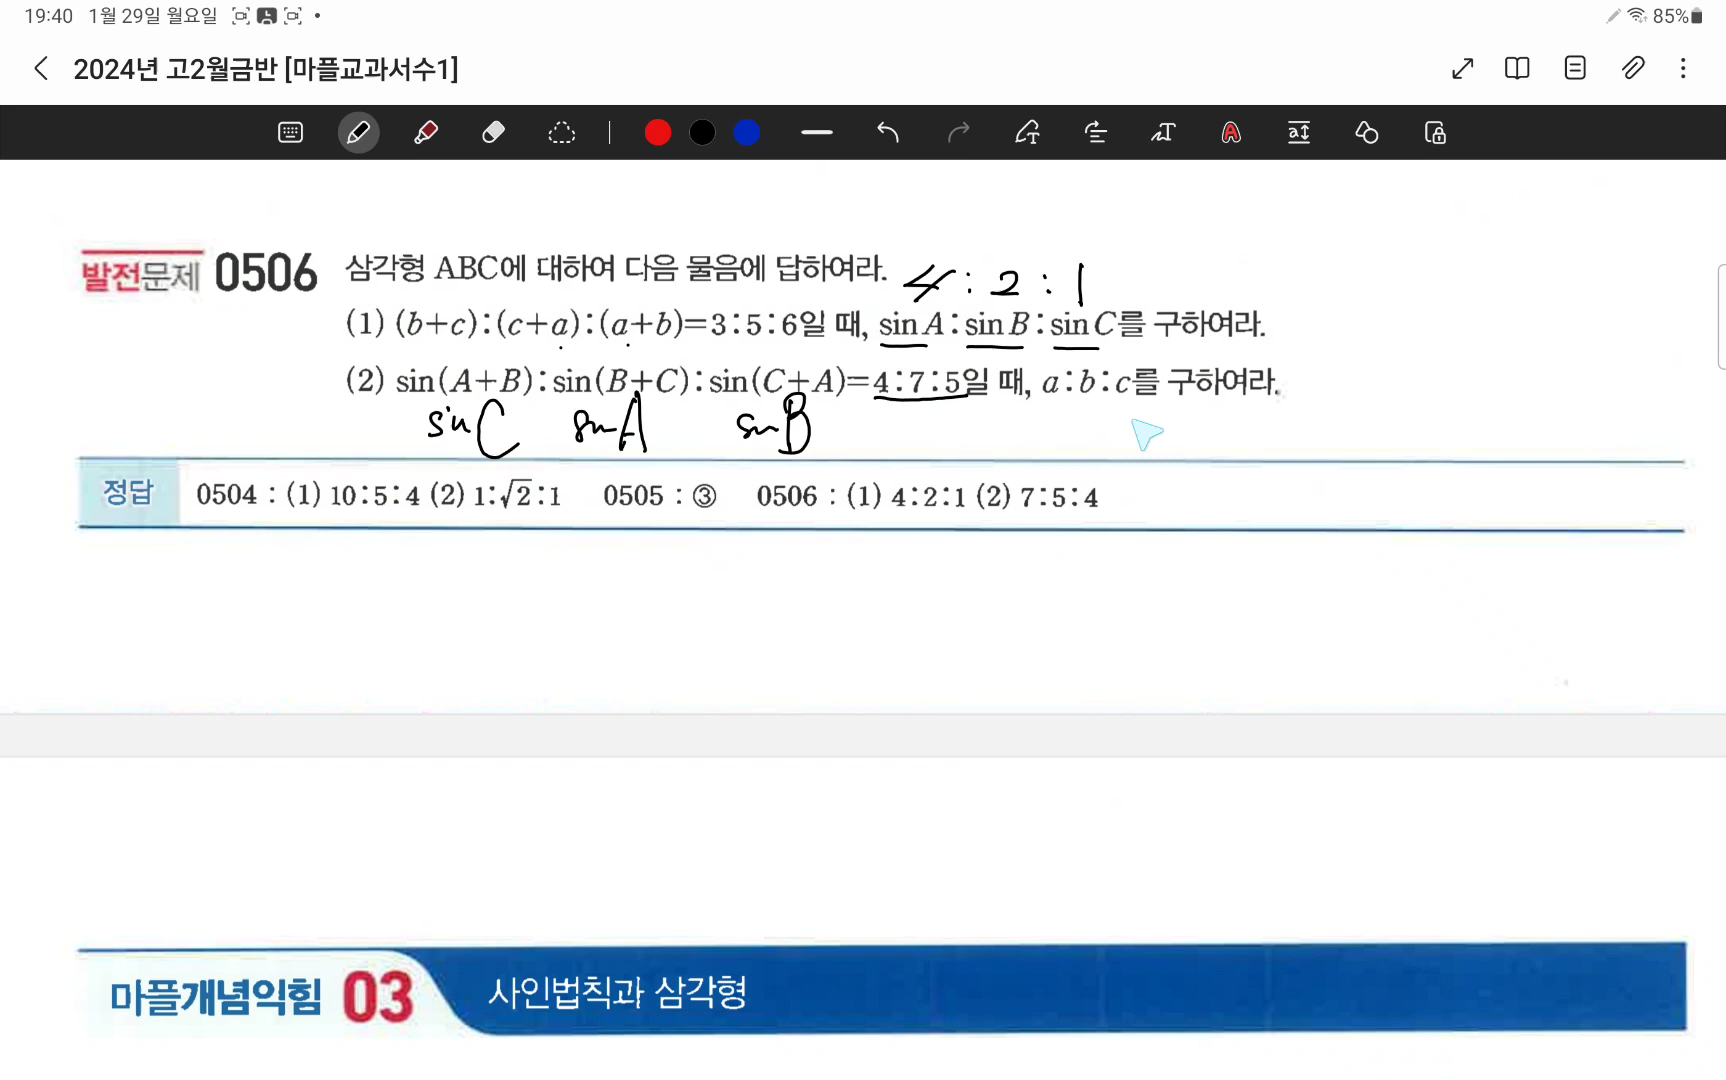 19:40 1월 29일 월요일 85%
2024년 고2월금반 [마플교과서수1]
발전문제 0506 삼각형 ABC에 대하여 다음 물음에 답하여라.
4 : 2 : 1
(1) (b+c):(c+a):(a+b)=3:5:6일 때, sin A:sin B:sin C를 구하여라.
(2) sin(A+B):sin(B+C):sin(C+A)=4:7:5일 때, a:b:c를 구하여라.
sin C sin A sin B
정답 0504 : (1) 10:5:4 (2) 1:√2:1 0505 : ③ 0506 : (1) 4:2:1 (2) 7:5:4
마플개념익힘 03 사인법칙과 삼각형